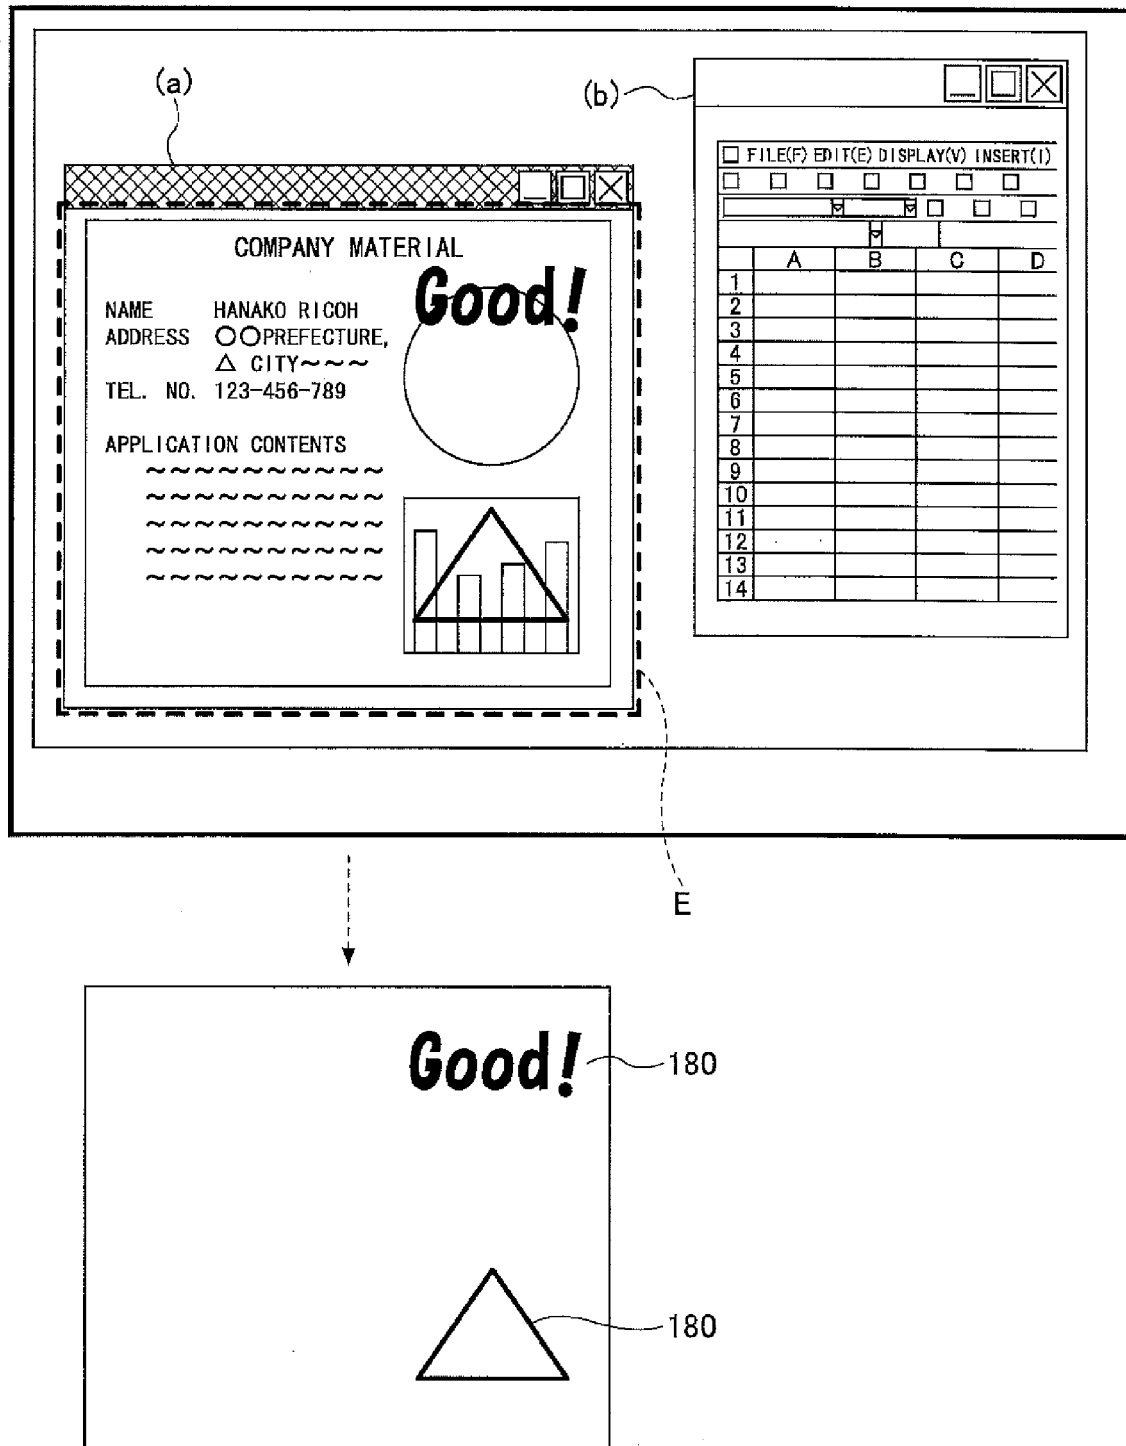 (a)
(b)
FILE(F) EDIT(E) DISPLAY(V) INSERT(I)
A B C D
1
2
3
4
5
6
7
8
9
10
11
12
13
14
COMPANY MATERIAL
Good!
NAME HANAKO RICOH
ADDRESS ○○PREFECTURE,
△ CITY~~~
TEL. NO. 123-456-789
APPLICATION CONTENTS
~~~~~~~~~~
~~~~~~~~~~
~~~~~~~~~~
~~~~~~~~~~
~~~~~~~~~~
E
Good!
180
180